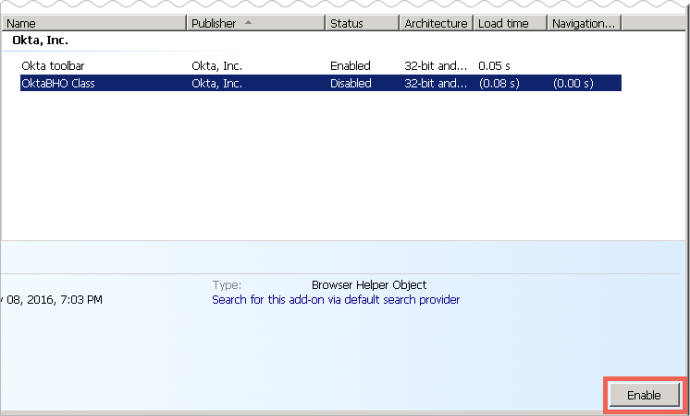 Name Publisher Status Architecture Load time Navigation...
Okta, Inc.
Okta toolbar Okta, Inc. Enabled 32-bit and... 0.05 s
OktaBHO Class Okta, Inc. Disabled 32-bit and... (0.08 s) (0.00 s)
Type: Browser Helper Object
08, 2016, 7:03 PM Search for this add-on via default search provider
Enable